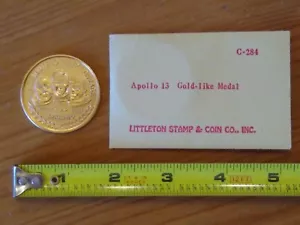 C-284
Apollo 13 Gold-like Medal
LITTLETON STAMP & COIN CO., INC.
1 2 3 4 5